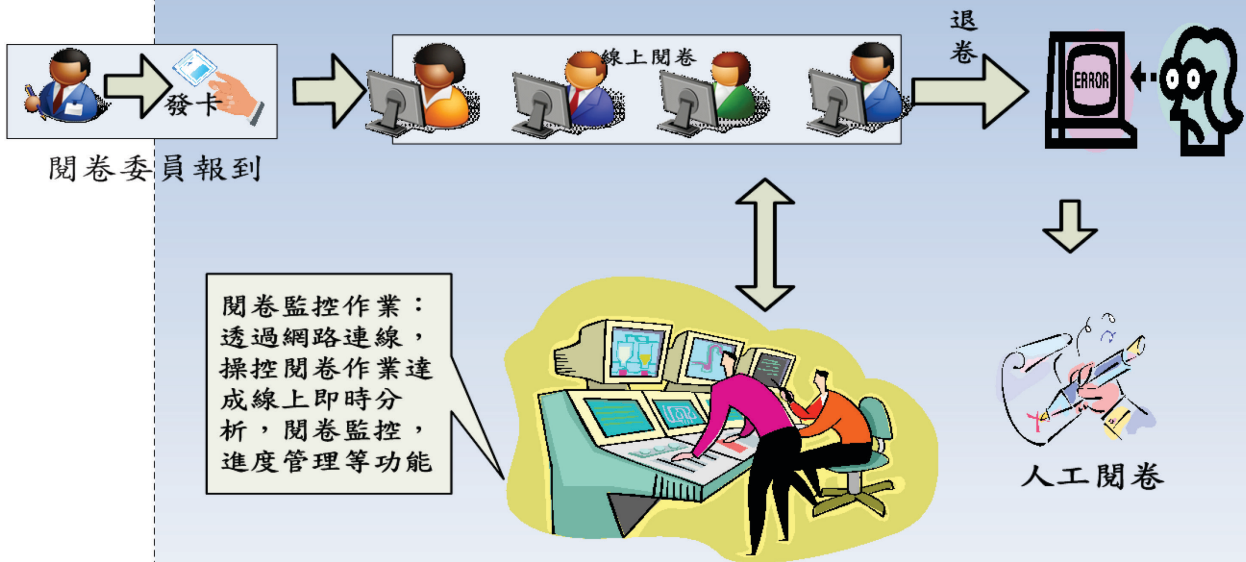 退
卷
線上閱卷
ERROR
發卡
閱卷委員報到
閱卷監控作業：
透過網路連線，
操控閱卷作業達
成線上即時分
析，閱卷監控，
進度管理等功能
人工閱卷